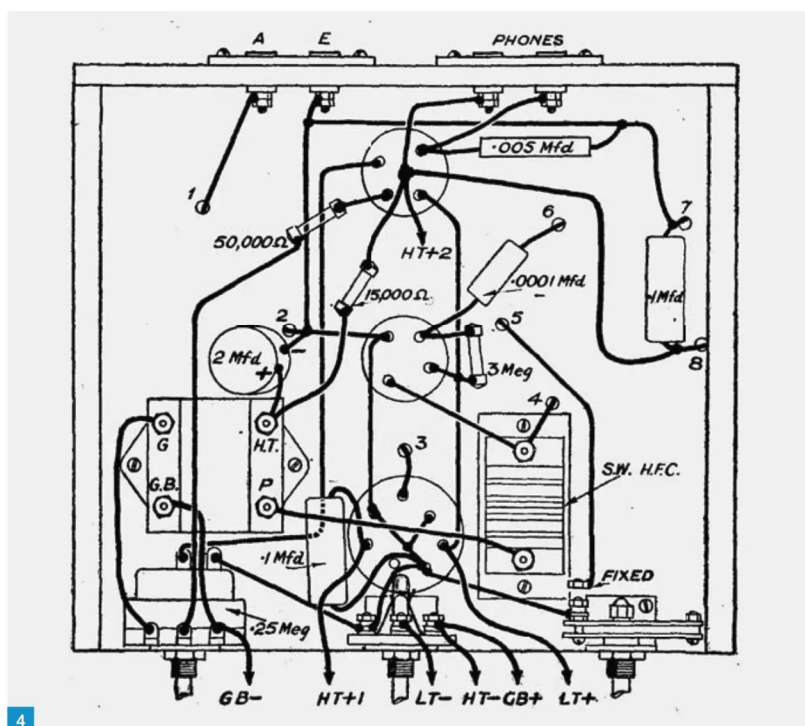 A E PHONES
.005 Mfd
1
6
7
50,000Ω
HT+2
.0001 Mfd
15,000Ω
.1Mfd
2
5
2 Mfd
-
+
3 Meg
8
4
G
H.T.
3
S.W. H.F.C.
G.B.
P
.1 Mfd
FIXED
.25 Meg
GB- HT+1 LT- HT- GB+ LT+
4